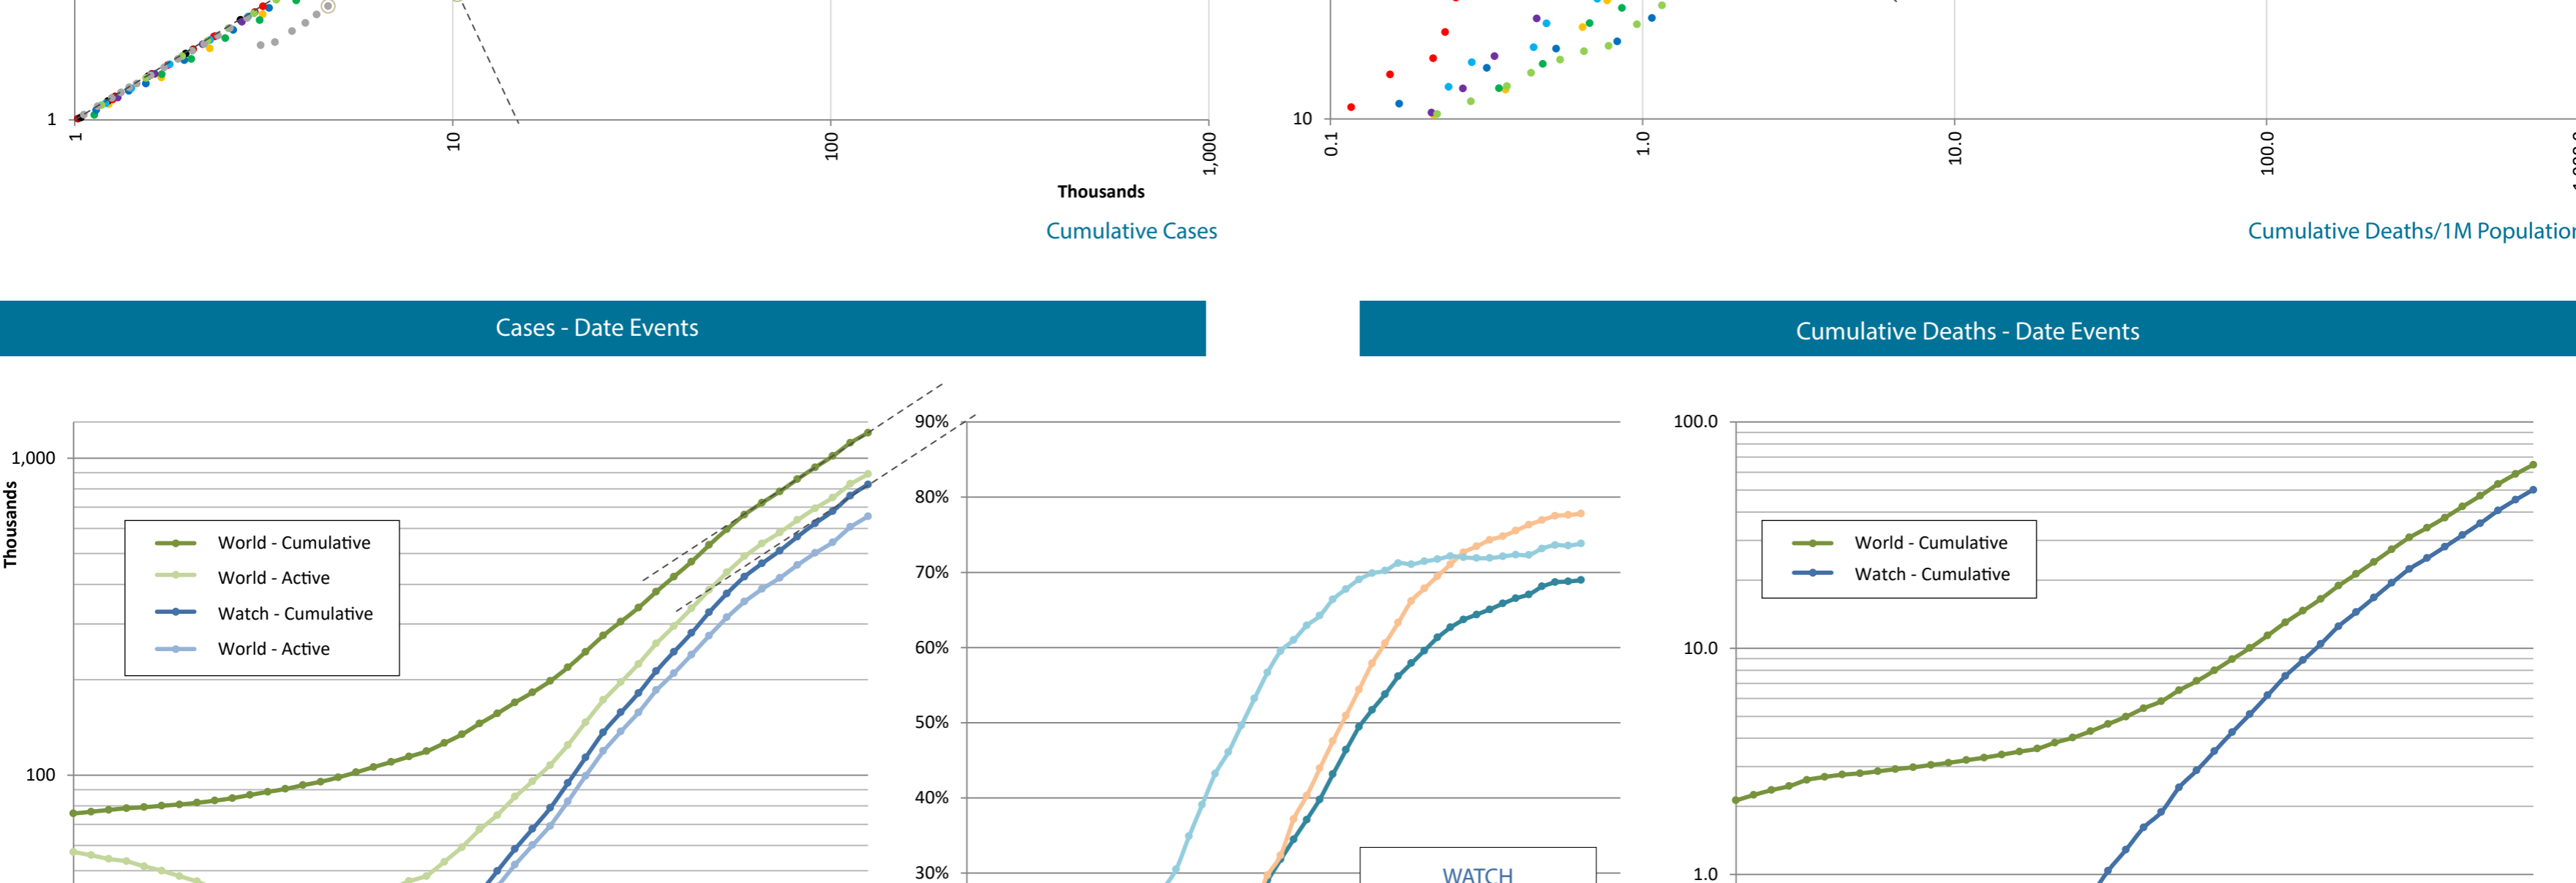 1
1
10
100
1,000
Thousands
Cumulative Cases
10
0.1
1.0
10.0
100.0
Cumulative Deaths/1M Population
Cases - Date Events
Cumulative Deaths - Date Events
Thousands
1,000
100
World - Cumulative
World - Active
Watch - Cumulative
World - Active
90%
80%
70%
60%
50%
40%
30%
WATCH
100.0
10.0
1.0
World - Cumulative
Watch - Cumulative